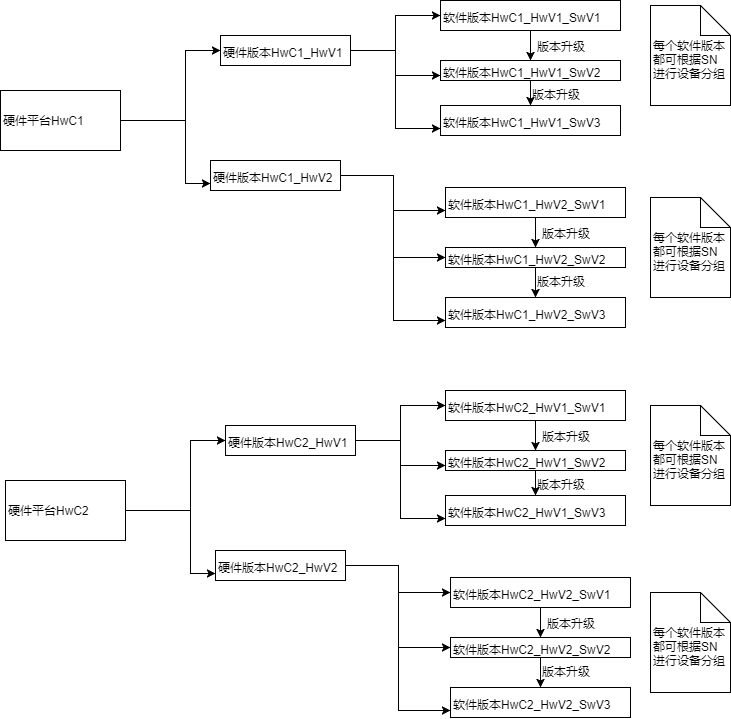 软件版本HwC1_HwV1_SwV1
版本升级
硬件版本HwC1_HwV1
软件版本HwC1_HwV1_SwV2
版本升级
软件版本HwC1_HwV1_SwV3
每个软件版本
都可根据SN
进行设备分组
硬件平台HwC1
硬件版本HwC1_HwV2
软件版本HwC1_HwV2_SwV1
版本升级
软件版本HwC1_HwV2_SwV2
版本升级
软件版本HwC1_HwV2_SwV3
每个软件版本
都可根据SN
进行设备分组
软件版本HwC2_HwV1_SwV1
版本升级
硬件版本HwC2_HwV1
软件版本HwC2_HwV1_SwV2
版本升级
软件版本HwC2_HwV1_SwV3
每个软件版本
都可根据SN
进行设备分组
硬件平台HwC2
硬件版本HwC2_HwV2
软件版本HwC2_HwV2_SwV1
版本升级
软件版本HwC2_HwV2_SwV2
版本升级
软件版本HwC2_HwV2_SwV3
每个软件版本
都可根据SN
进行设备分组